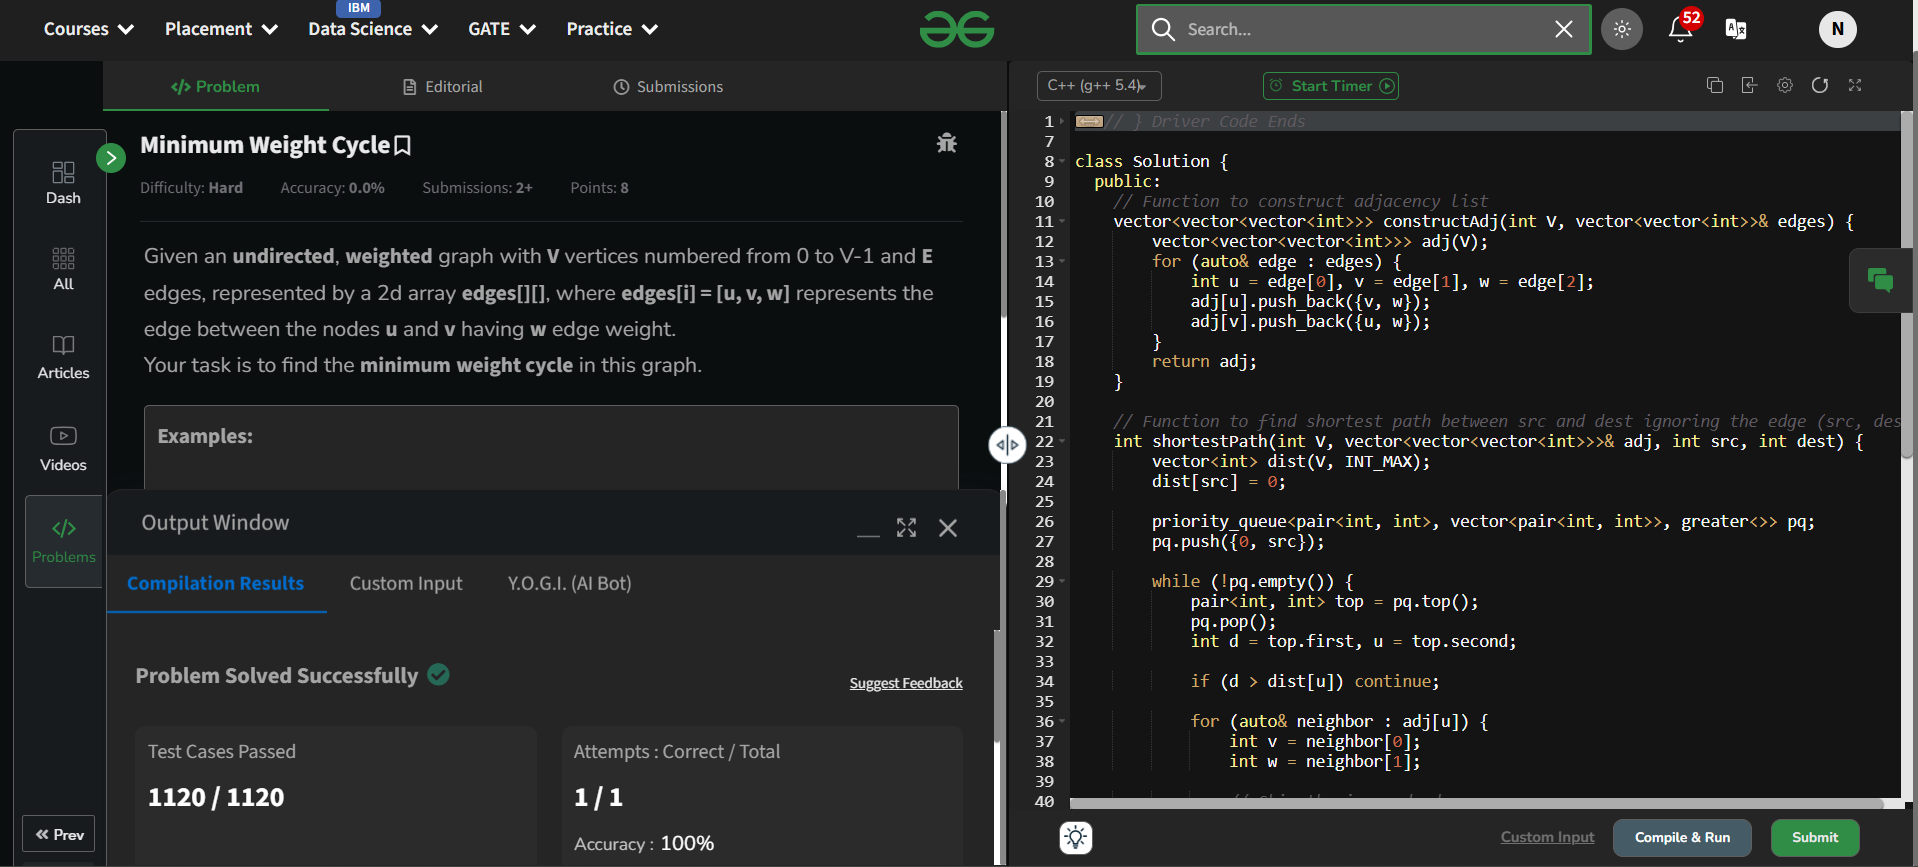 IBM
Courses Placement Data Science GATE Practice
Search...
52
N
Problem Editorial Submissions
C++ (g++ 5.4) Start Timer
Dash
All
Articles
Videos
Problems
Prev
Minimum Weight Cycle
Difficulty: Hard Accuracy: 0.0% Submissions: 2+ Points: 8
Given an undirected, weighted graph with V vertices numbered from 0 to V-1 and E
edges, represented by a 2d array edges[][], where edges[i] = [u, v, w] represents the
edge between the nodes u and v having w edge weight.
Your task is to find the minimum weight cycle in this graph.
Examples:
Output Window
Compilation Results Custom Input Y.O.G.I. (AI Bot)
Problem Solved Successfully
Suggest Feedback
Test Cases Passed
1120 / 1120
Attempts : Correct / Total
1 / 1
Accuracy : 100%
1 // } Driver Code Ends
7
8 class Solution {
9 public:
10 // Function to construct adjacency list
11 vector<vector<vector<int>>> constructAdj(int V, vector<vector<int>>& edges) {
12 vector<vector<vector<int>>> adj(V);
13 for (auto& edge : edges) {
14 int u = edge[0], v = edge[1], w = edge[2];
15 adj[u].push_back({v, w});
16 adj[v].push_back({u, w});
17 }
18 return adj;
19 }
20
21 // Function to find shortest path between src and dest ignoring the edge (src, des
22 int shortestPath(int V, vector<vector<vector<int>>>& adj, int src, int dest) {
23 vector<int> dist(V, INT_MAX);
24 dist[src] = 0;
25
26 priority_queue<pair<int, int>, vector<pair<int, int>>, greater<>> pq;
27 pq.push({0, src});
28
29 while (!pq.empty()) {
30 pair<int, int> top = pq.top();
31 pq.pop();
32 int d = top.first, u = top.second;
33
34 if (d > dist[u]) continue;
35
36 for (auto& neighbor : adj[u]) {
37 int v = neighbor[0];
38 int w = neighbor[1];
39
40
Custom Input Compile & Run Submit